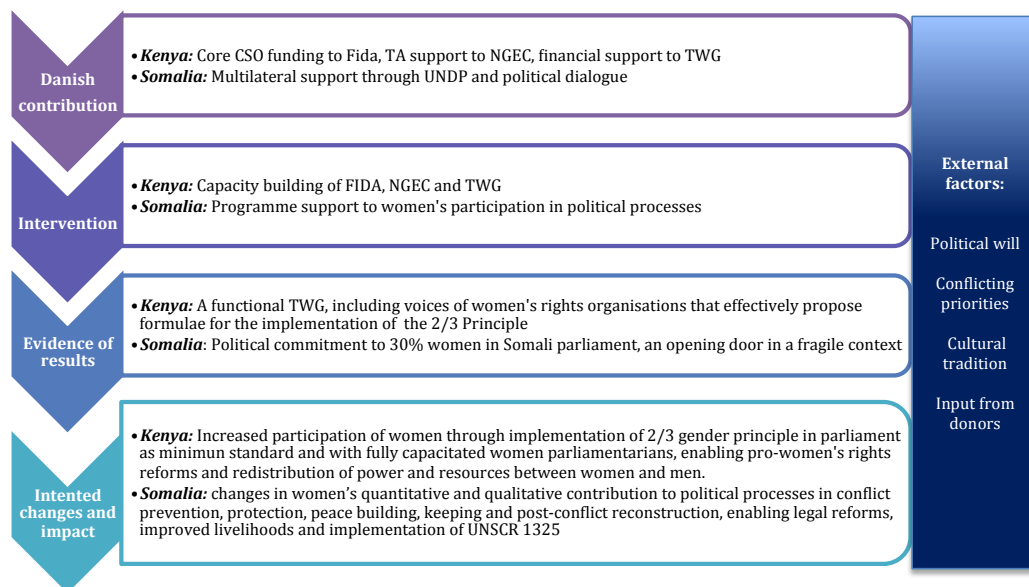 Danish
contribution
• Kenya: Core CSO funding to Fida, TA support to NGEC, financial support to TWG
• Somalia: Multilateral support through UNDP and political dialogue
Intervention
• Kenya: Capacity building of FIDA, NGEC and TWG
• Somalia: Programme support to women's participation in political processes
Evidence of
results
• Kenya: A functional TWG, including voices of women's rights organisations that effectively propose
formulae for the implementation of the 2/3 Principle
• Somalia: Political commitment to 30% women in Somali parliament, an opening door in a fragile context
Intented
changes and
impact
• Kenya: Increased participation of women through implementation of 2/3 gender principle in parliament
as minimun standard and with fully capacitated women parliamentarians, enabling pro-women's rights
reforms and redistribution of power and resources between women and men.
• Somalia: changes in women’s quantitative and qualitative contribution to political processes in conflict
prevention, protection, peace building, keeping and post-conflict reconstruction, enabling legal reforms,
improved livelihoods and implementation of UNSCR 1325
External
factors:
Political will
Conflicting
priorities
Cultural
tradition
Input from
donors